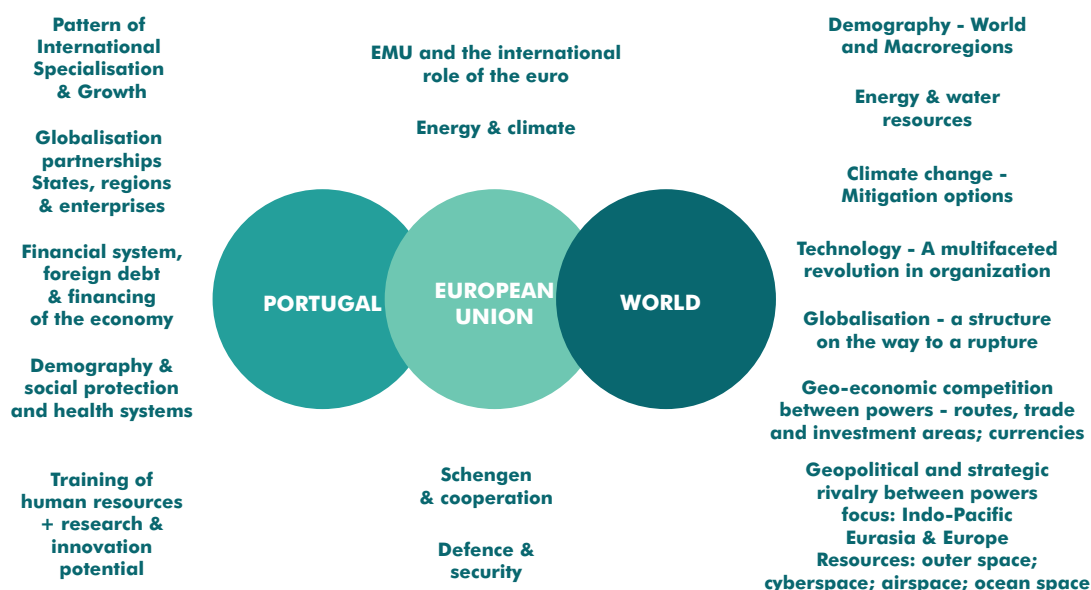 Pattern of
International
Specialisation
& Growth
Globalisation
partnerships
States, regions
& enterprises
Financial system,
foreign debt
& financing
of the economy
Demography &
social protection
and health systems
Training of
human resources
+ research &
innovation
potential
EMU and the international
role of the euro
Energy & climate
PORTUGAL
EUROPEAN
UNION
WORLD
Schengen
& cooperation
Defence &
security
Demography - World
and Macroregions
Energy & water
resources
Climate change -
Mitigation options
Technology - A multifaceted
revolution in organization
Globalisation - a structure
on the way to a rupture
Geo-economic competition
between powers - routes, trade
and investment areas; currencies
Geopolitical and strategic
rivalry between powers
focus: Indo-Pacific
Eurasia & Europe
Resources: outer space;
cyberspace; airspace; ocean space